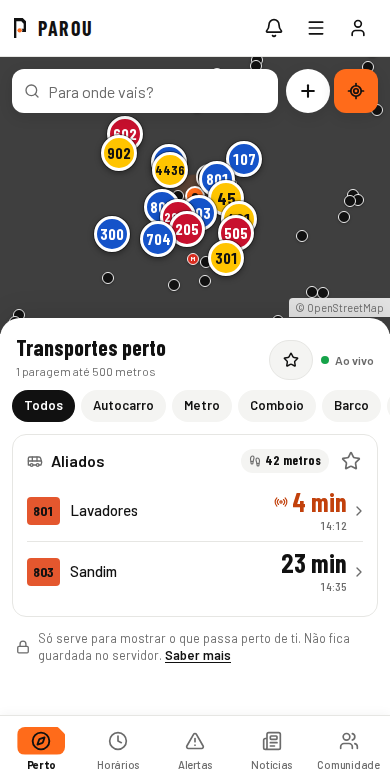 PAROU
Para onde vais?
602
902
4436
107
801
45
205
505
300
704
301
M
© OpenStreetMap
Transportes perto
1 paragem até 500 metros
Ao vivo
Todos
Autocarro
Metro
Comboio
Barco
Aliados
42 metros
801
Lavadores
4 min
14:12
803
Sandim
23 min
14:35
Só serve para mostrar o que passa perto de ti. Não fica
guardada no servidor. Saber mais
Perto
Horários
Alertas
Notícias
Comunidade